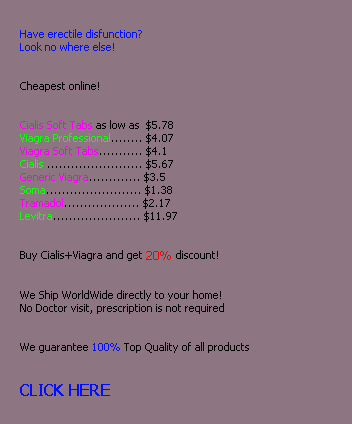 Have erectile disfunction?
Look no where else!
Cheapest online!
Cialis Soft Tabs as low as $5.78
Viagra Professional........ $4.07
Viagra Soft Tabs........... $4.1
Cialis........................ $5.67
Generic Viagra............. $3.5
Soma........................ $1.38
Tramadol................... $2.17
Levitra...................... $11.97
Buy Cialis+Viagra and get 20% discount!
We Ship WorldWide directly to your home!
No Doctor visit, prescription is not required
We guarantee 100% Top Quality of all products
CLICK HERE